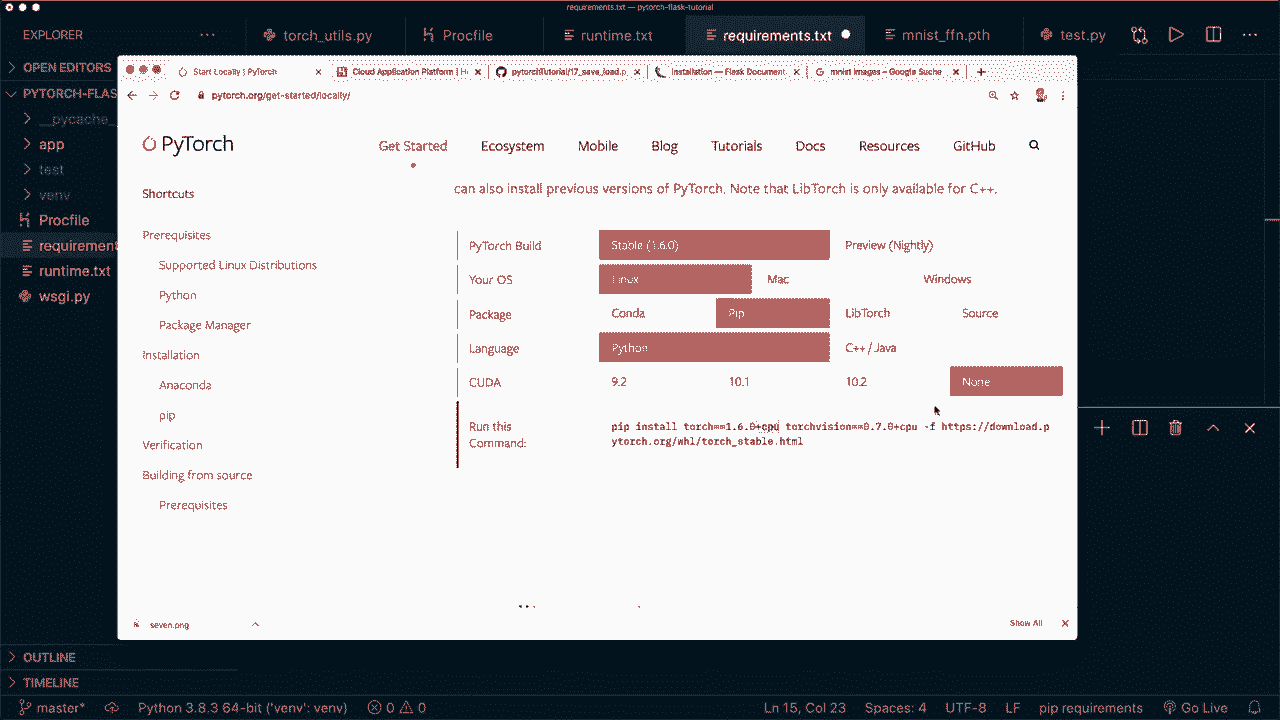 requirements.txt — pytorch-flask-tutorial
EXPLORER
torch_utils.py
Procfile
runtime.txt
requirements.txt
mnist_ffn.pth
test.py
OPEN EDITORS
PYTORCH-FLAS
__pycache_
app
test
venv
Procfile
requirement
runtime.txt
wsgi.py
Start Locally | PyTorch
Cloud Application Platform | H
pytorchTutorial/17_save_load.p
Installation — Flask Document
mnist images – Google Suche
pytorch.org/get-started/locally/
PyTorch
Get Started
Ecosystem
Mobile
Blog
Tutorials
Docs
Resources
GitHub
Shortcuts
Prerequisites
Supported Linux Distributions
Python
Package Manager
Installation
Anaconda
pip
Verification
Building from source
Prerequisites
can also install previous versions of PyTorch. Note that LibTorch is only available for C++.
PyTorch Build
Stable (1.6.0)
Preview (Nightly)
Your OS
Linux
Mac
Windows
Package
Conda
Pip
LibTorch
Source
Language
Python
C++ / Java
CUDA
9.2
10.1
10.2
None
Run this
Command:
pip install torch==1.6.0+cpu torchvision==0.7.0+cpu -f https://download.p
ytorch.org/whl/torch_stable.html
seven.png
Show All
OUTLINE
TIMELINE
master*
Python 3.8.3 64-bit ('venv': venv)
0
0
Ln 15, Col 23
Spaces: 4
UTF-8
LF
pip requirements
Go Live